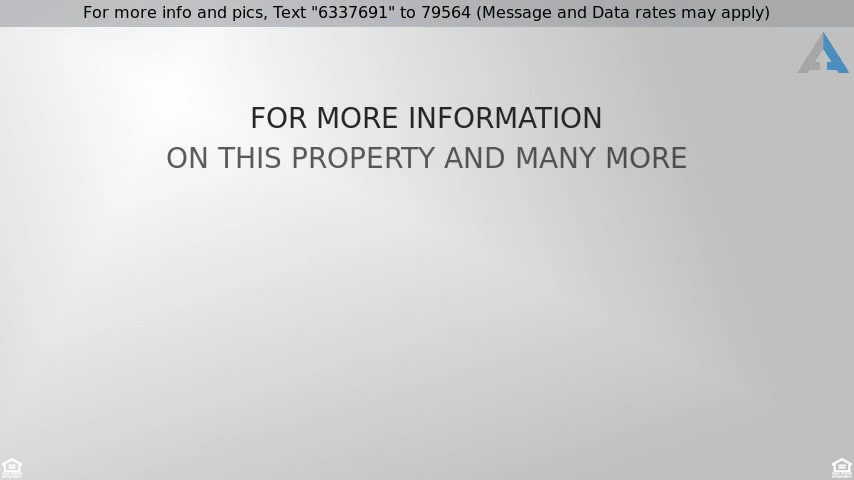 For more info and pics, Text "6337691" to 79564 (Message and Data rates may apply)
FOR MORE INFORMATION
ON THIS PROPERTY AND MANY MORE